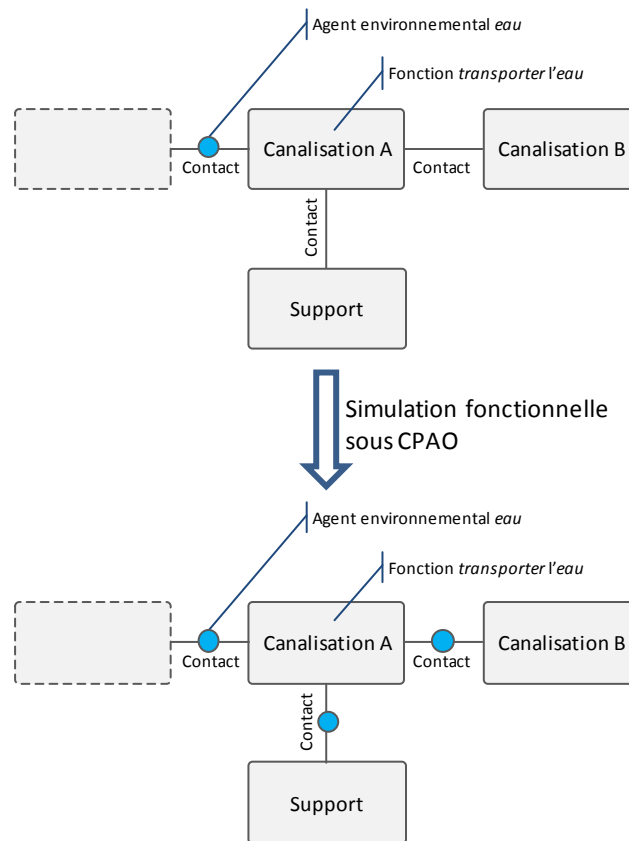 Agent environnemental eau
Fonction transporter l'eau
Canalisation A
Canalisation B
Contact
Contact
Contact
Support
Simulation fonctionnelle
sous CPAO
Agent environnemental eau
Fonction transporter l'eau
Canalisation A
Canalisation B
Contact
Contact
Contact
Support